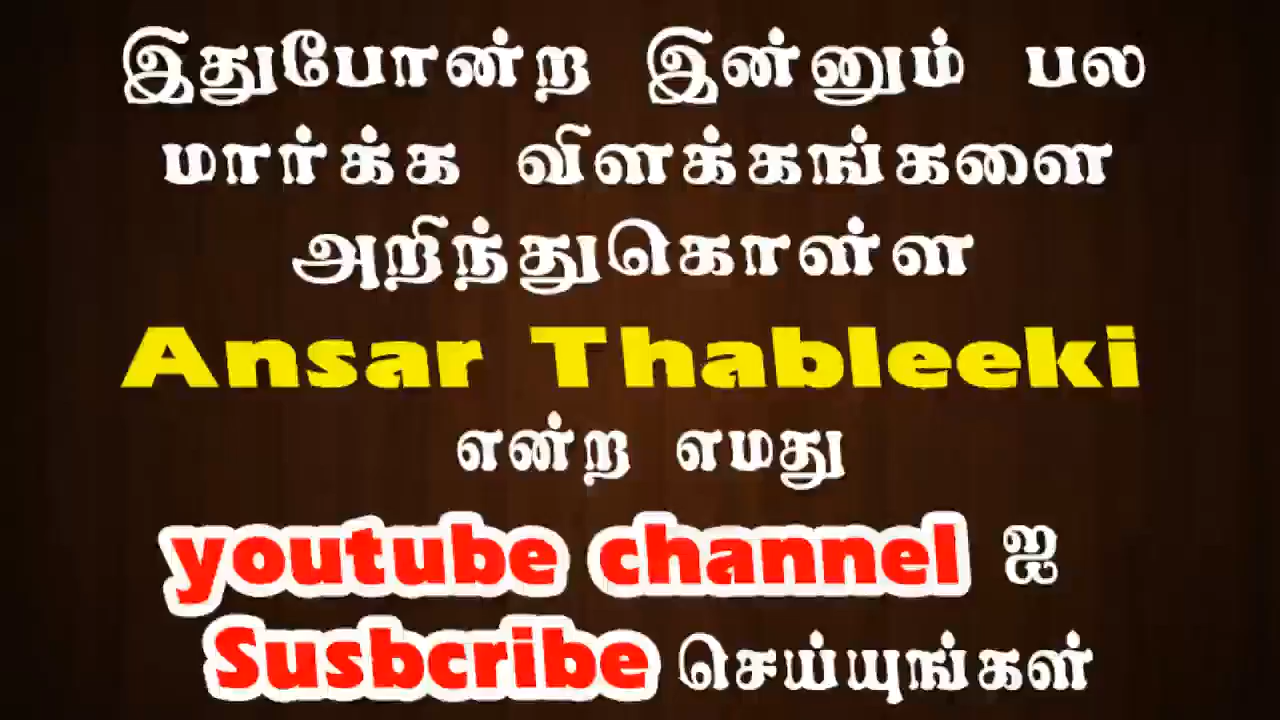 இதுபோன்ற இன்னும் பல
மார்க்க விளக்கங்களை
அறிந்துகொள்ள
Ansar Thableeki
என்ற எமது
youtube channel ஐ
Susbcribe செய்யுங்கள்